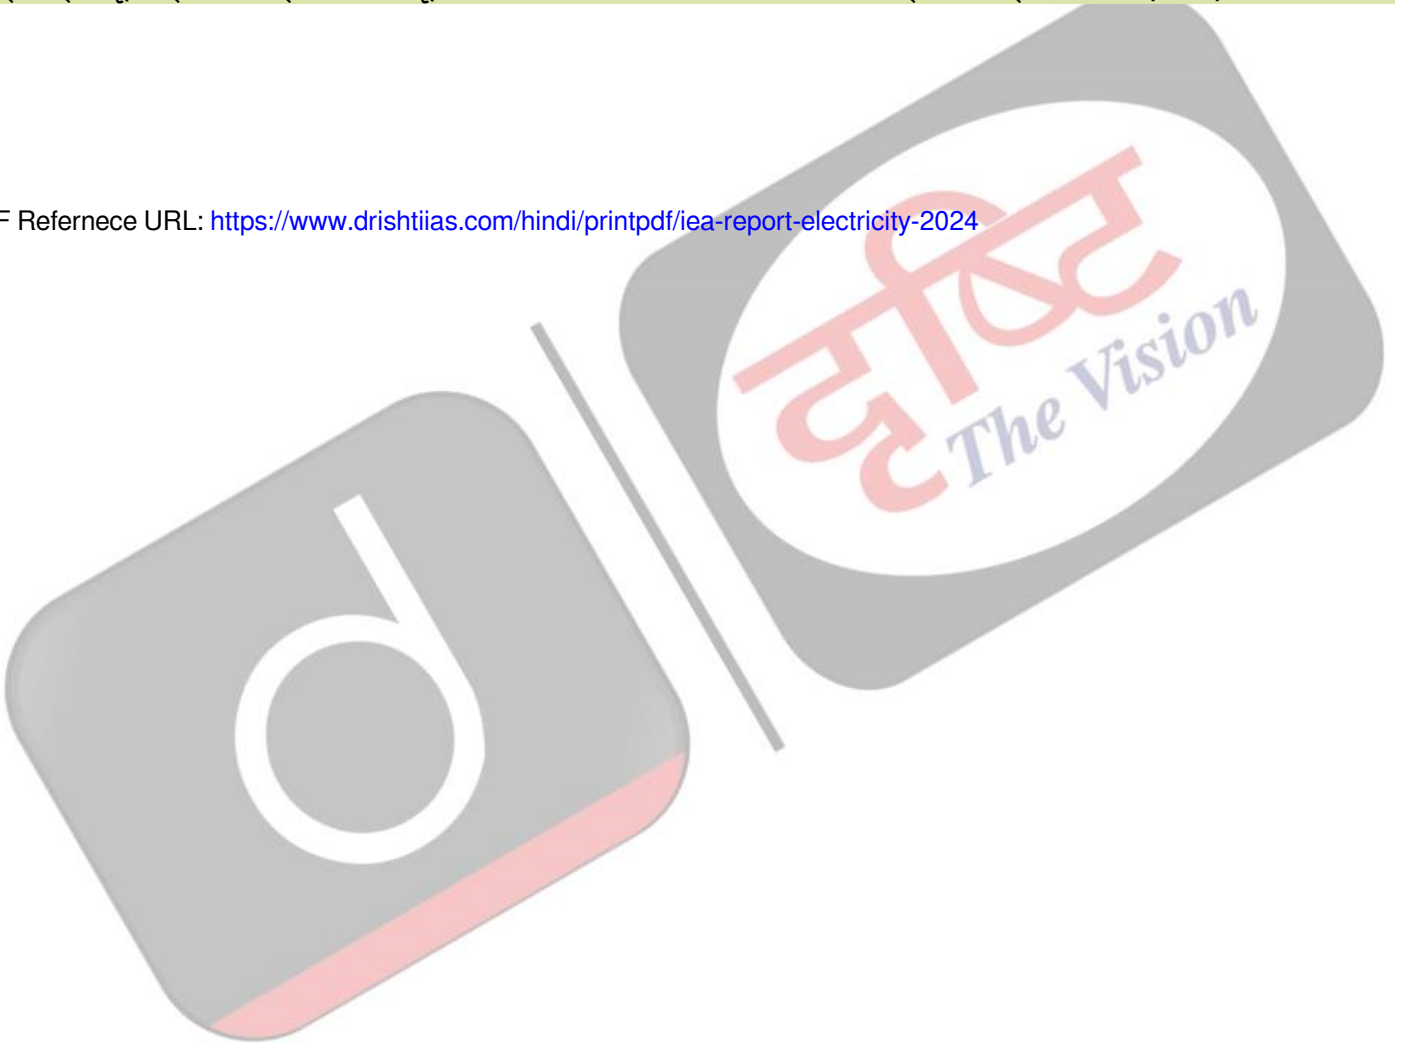 F Refernece URL: https://www.drishtiias.com/hindi/printpdf/iea-report-electricity-2024
दृष्टि
The Vision
d